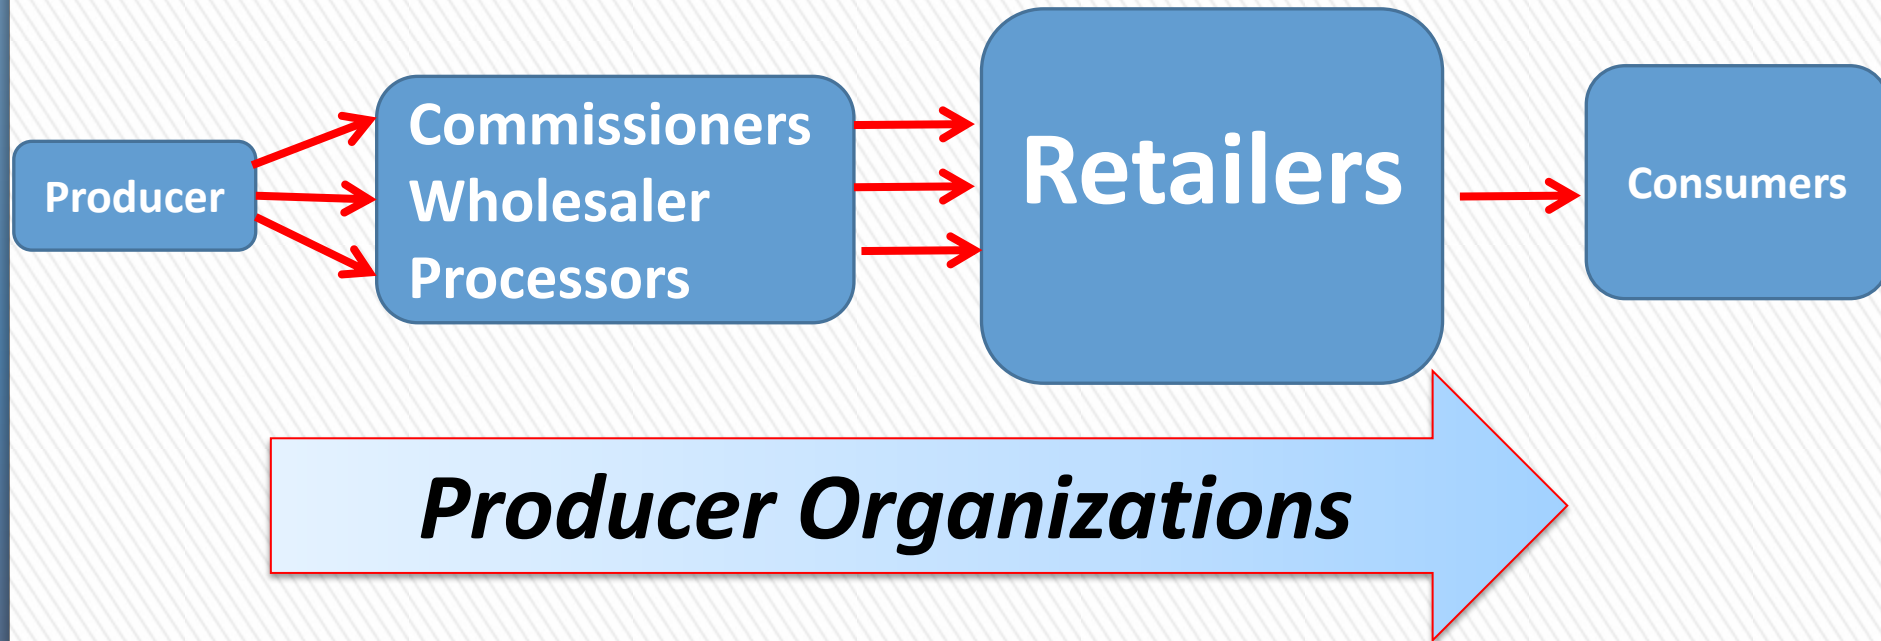 Producer
Commissioners
Wholesaler
Processors
Retailers
Consumers
Producer Organizations